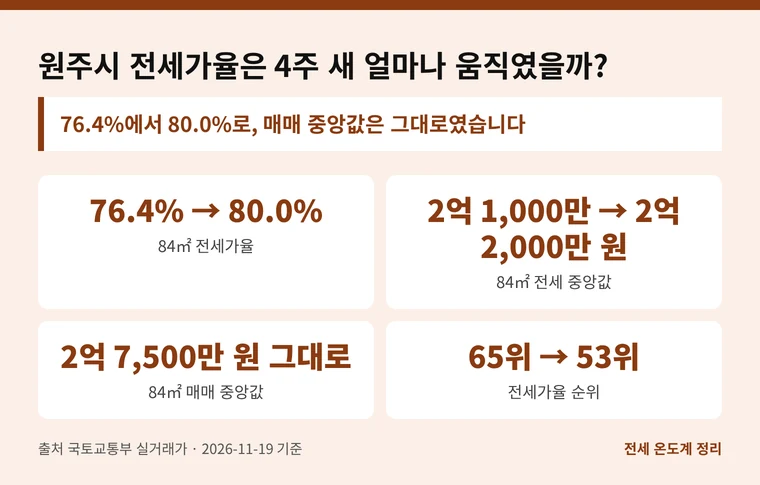 원주시 전세가율은 4주 새 얼마나 움직였을까?
76.4%에서 80.0%로, 매매 중앙값은 그대로였습니다
76.4% → 80.0%
84㎡ 전세가율
2억 1,000만 → 2억
2,000만 원
84㎡ 전세 중앙값
2억 7,500만 원 그대로
84㎡ 매매 중앙값
65위 → 53위
전세가율 순위
출처 국토교통부 실거래가 · 2026-11-19 기준
전세 온도계 정리